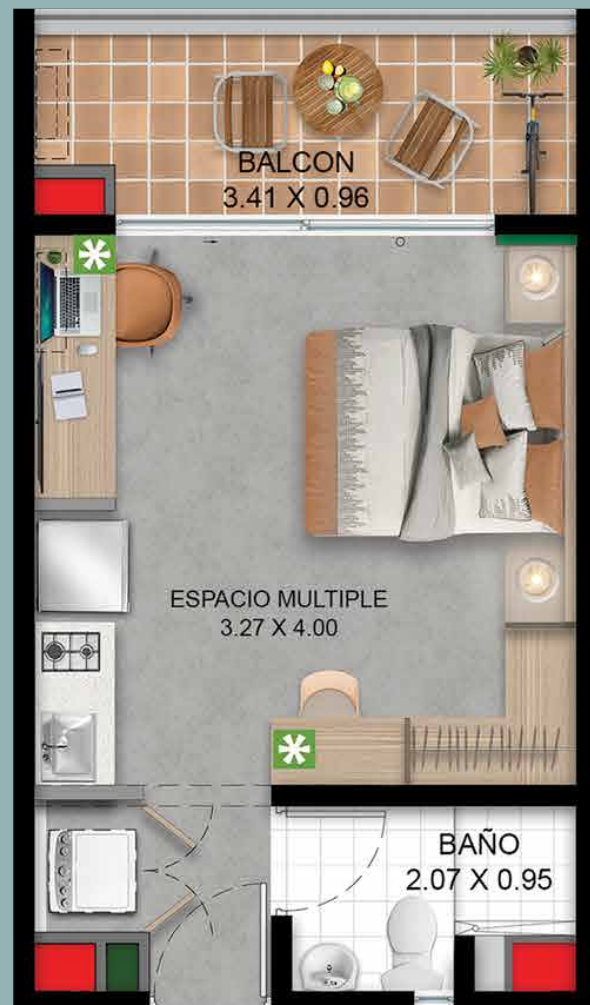 BALCON
3.41 X 0.96
ESPACIO MULTIPLE
3.27 X 4.00
BAÑO
2.07 X 0.95